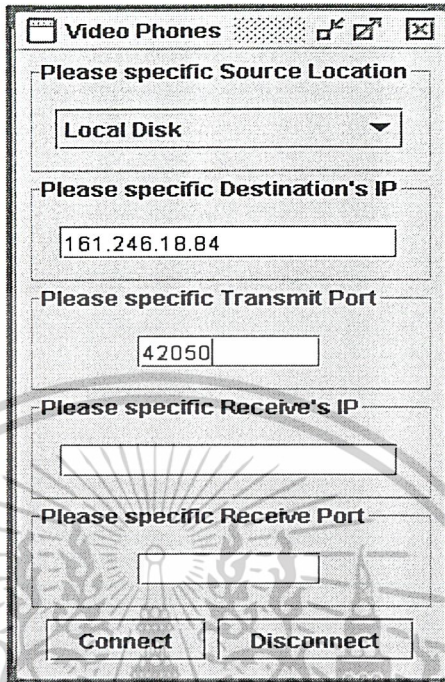 Video Phones
Please specific Source Location
Local Disk
Please specific Destination's IP
161.246.18.84
Please specific Transmit Port
42050
Please specific Receive's IP
Please specific Receive Port
Connect Disconnect